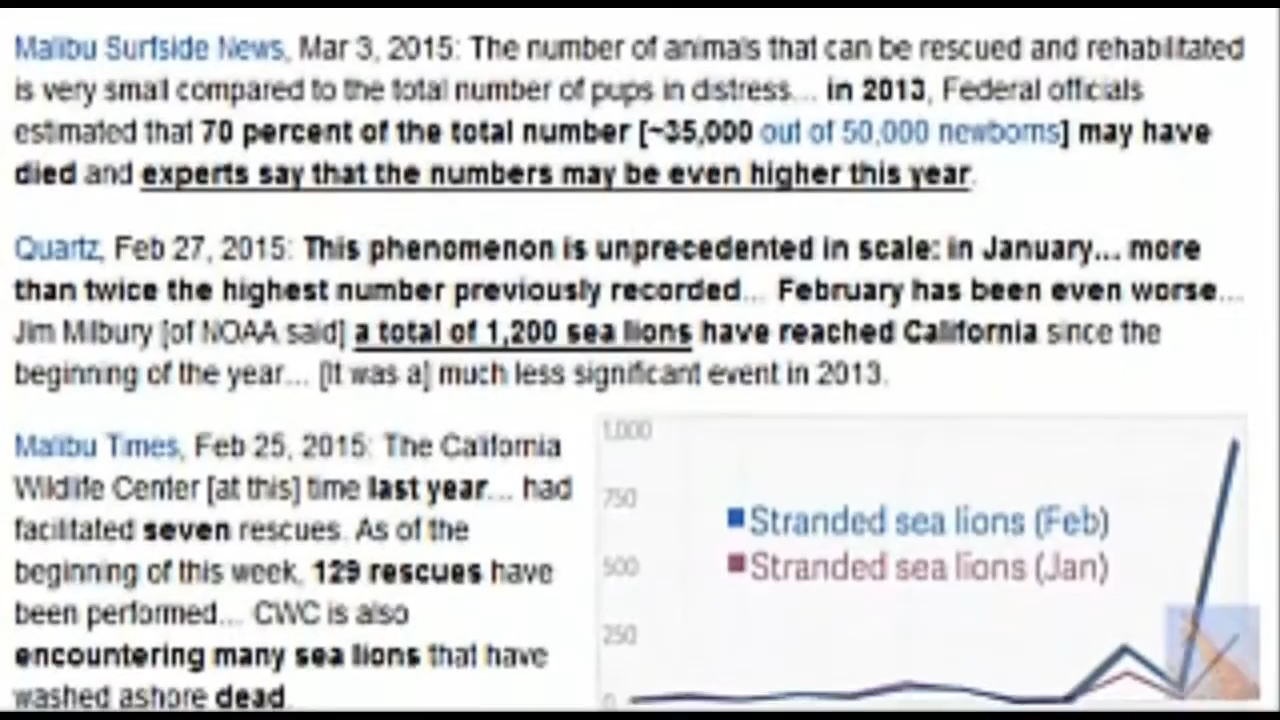 Malibu Surfside News, Mar 3, 2015: The number of animals that can be rescued and rehabilitated
is very small compared to the total number of pups in distress... in 2013, Federal officials
estimated that 70 percent of the total number [~35,000 out of 50,000 newborns] may have
died and experts say that the numbers may be even higher this year.
Quartz, Feb 27, 2015: This phenomenon is unprecedented in scale: in January... more
than twice the highest number previously recorded... February has been even worse...
Jim Milbury [of NOAA said] a total of 1,200 sea lions have reached California since the
beginning of the year... [It was a] much less significant event in 2013.
Malibu Times, Feb 25, 2015: The California
Wildlife Center [at this] time last year... had
facilitated seven rescues. As of the
beginning of this week, 129 rescues have
been performed... CWC is also
encountering many sea lions that have
washed ashore dead.
1,000
750
Stranded sea lions (Feb)
500
Stranded sea lions (Jan)
250
0